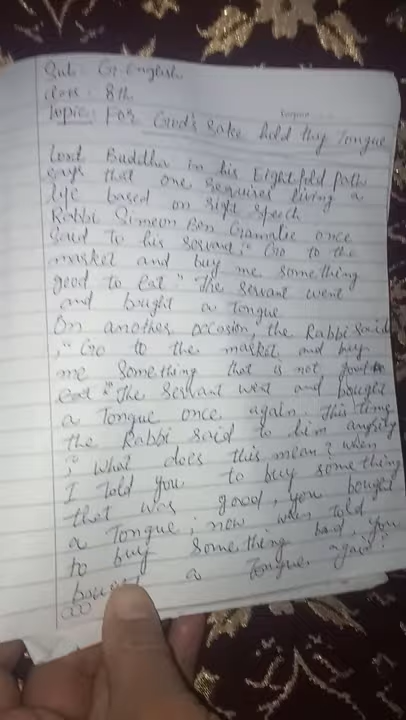 Sub: G. English
class: 8th
Topic: For God's Sake hold thy Tongue
Lord Buddha in his Eightfold path
says that one requires living a
life based on right speech
Rabbi Simeon Ben Gamalie once
said to his servant; "Go to the
market and buy me something
good to eat" The servant went
and bought a Tongue
On another occasion, the Rabbi said
; "Go to the market and buy
me something that is not good to
eat" The servant went and bought
a Tongue once again. This time
the Rabbi said to him angrily
; What does this mean? when
I told you to buy something
that was good, you bought
a Tongue; now when told
to buy something bad, you
bought a Tongue again?